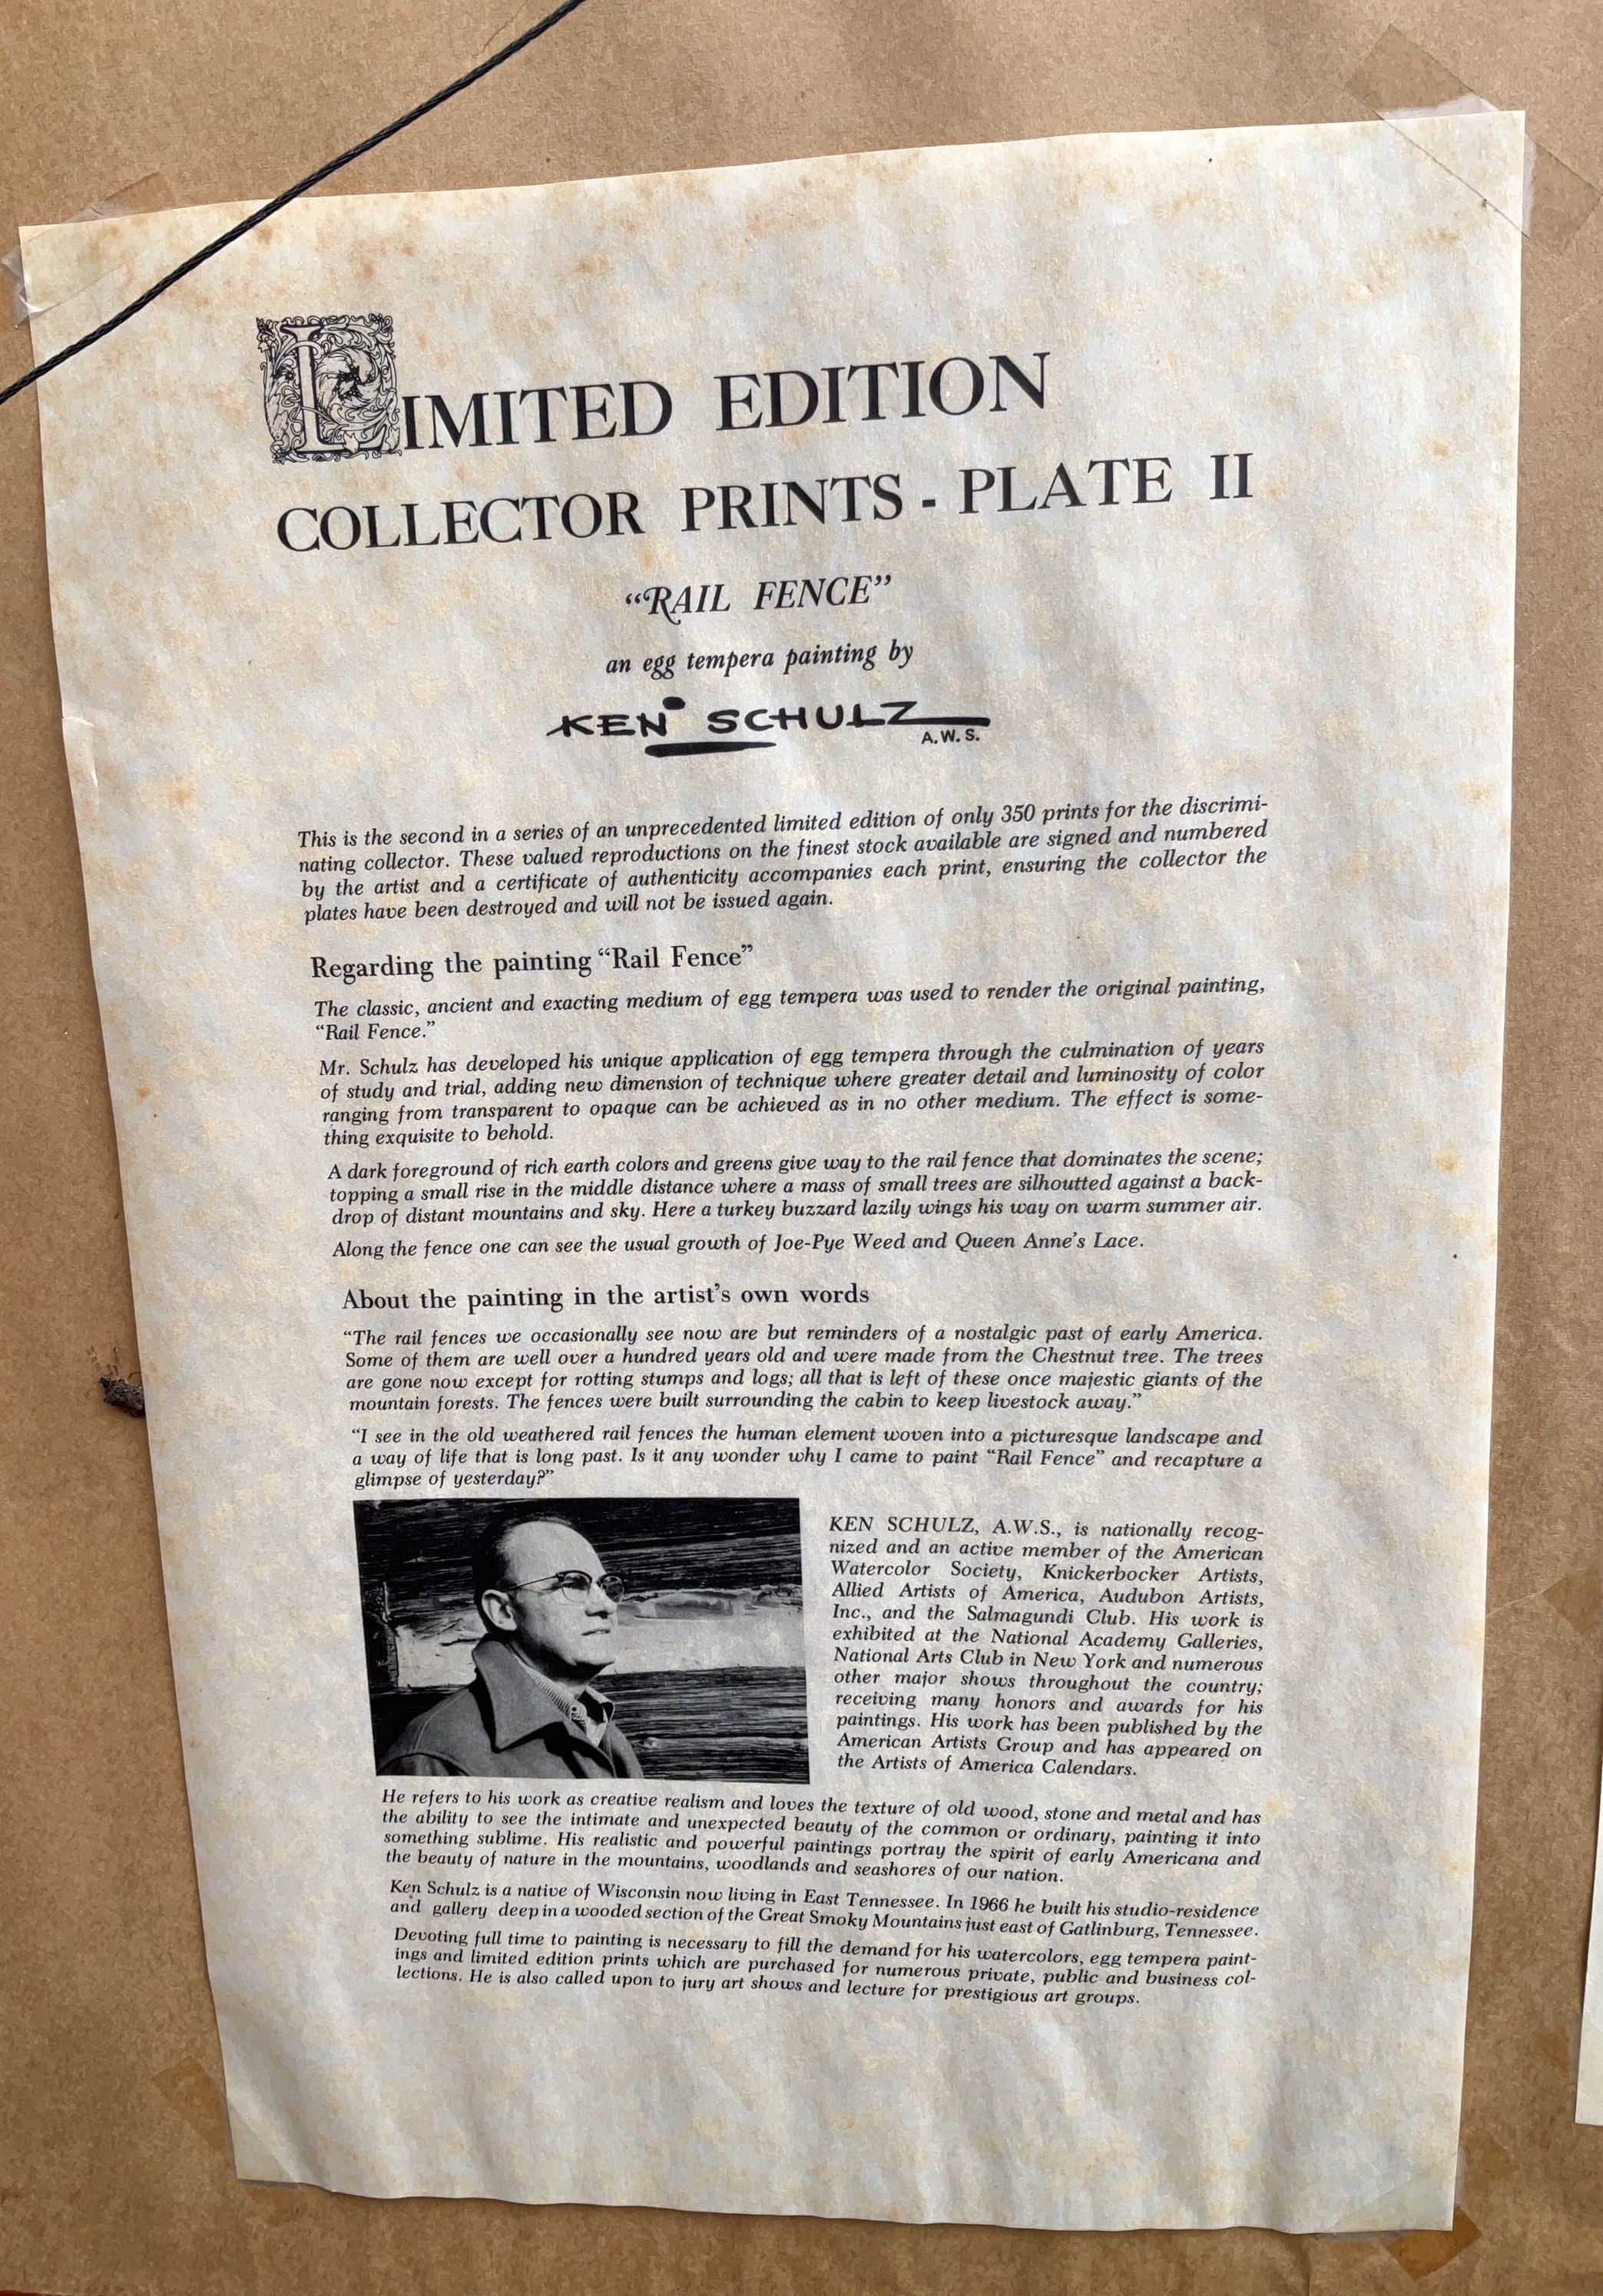 LIMITED EDITION
COLLECTOR PRINTS - PLATE II
“RAIL FENCE”
an egg tempera painting by
KEN SCHULZ
A.W.S.
This is the second in a series of an unprecedented limited edition of only 350 prints for the discrimi-
nating collector. These valued reproductions on the finest stock available are signed and numbered
by the artist and a certificate of authenticity accompanies each print, ensuring the collector the
plates have been destroyed and will not be issued again.
Regarding the painting “Rail Fence”
The classic, ancient and exacting medium of egg tempera was used to render the original painting,
“Rail Fence.”
Mr. Schulz has developed his unique application of egg tempera through the culmination of years
of study and trial, adding new dimension of technique where greater detail and luminosity of color
ranging from transparent to opaque can be achieved as in no other medium. The effect is some-
thing exquisite to behold.
A dark foreground of rich earth colors and greens give way to the rail fence that dominates the scene;
topping a small rise in the middle distance where a mass of small trees are silhoutted against a back-
drop of distant mountains and sky. Here a turkey buzzard lazily wings his way on warm summer air.
Along the fence one can see the usual growth of Joe-Pye Weed and Queen Anne’s Lace.
About the painting in the artist’s own words
“The rail fences we occasionally see now are but reminders of a nostalgic past of early America.
Some of them are well over a hundred years old and were made from the Chestnut tree. The trees
are gone now except for rotting stumps and logs; all that is left of these once majestic giants of the
mountain forests. The fences were built surrounding the cabin to keep livestock away.”
“I see in the old weathered rail fences the human element woven into a picturesque landscape and
a way of life that is long past. Is it any wonder why I came to paint “Rail Fence” and recapture a
glimpse of yesterday?”
KEN SCHULZ, A.W.S., is nationally recog-
nized and an active member of the American
Watercolor Society, Knickerbocker Artists,
Allied Artists of America, Audubon Artists,
Inc., and the Salmagundi Club. His work is
exhibited at the National Academy Galleries,
National Arts Club in New York and numerous
other major shows throughout the country;
receiving many honors and awards for his
paintings. His work has been published by the
American Artists Group and has appeared on
the Artists of America Calendars.
He refers to his work as creative realism and loves the texture of old wood, stone and metal and has
the ability to see the intimate and unexpected beauty of the common or ordinary, painting it into
something sublime. His realistic and powerful paintings portray the spirit of early Americana and
the beauty of nature in the mountains, woodlands and seashores of our nation.
Ken Schulz is a native of Wisconsin now living in East Tennessee. In 1966 he built his studio-residence
and gallery deep in a wooded section of the Great Smoky Mountains just east of Gatlinburg, Tennessee.
Devoting full time to painting is necessary to fill the demand for his watercolors, egg tempera paint-
ings and limited edition prints which are purchased for numerous private, public and business col-
lections. He is also called upon to jury art shows and lecture for prestigious art groups.